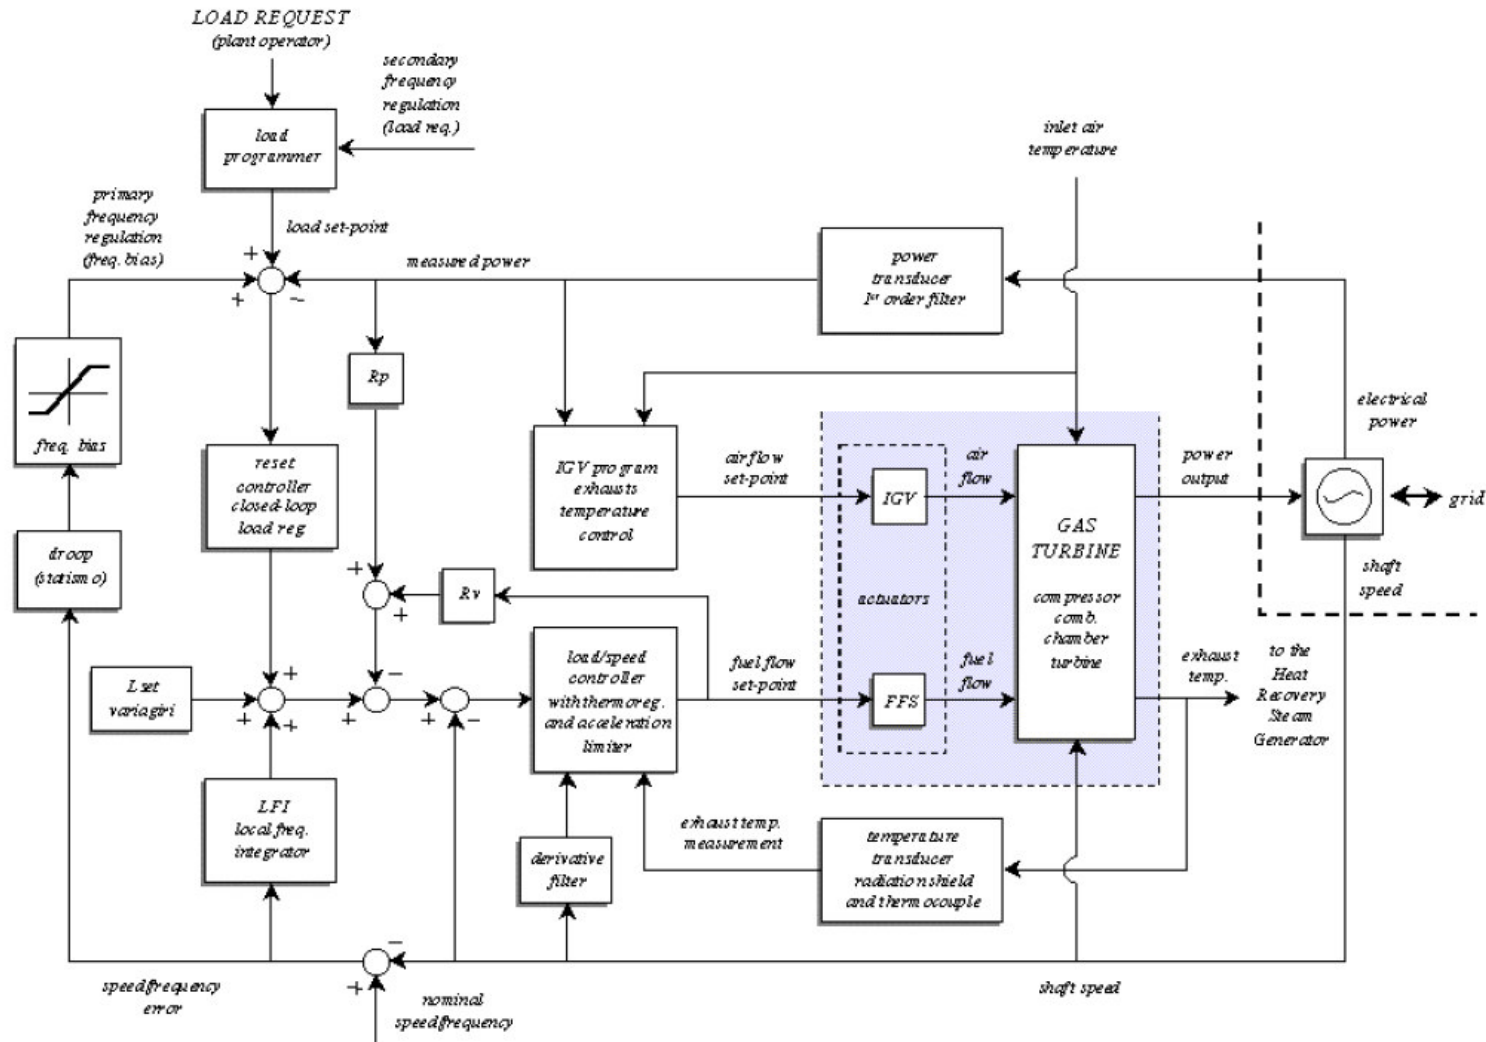 LOAD REQUEST
(plant operator)
secondary
frequency
regulation
(load req.)
load
programmer
inlet air
temperature
primary
frequency
regulation
(freq. bias)
load set-point
+
+
−
measured power
power
transducer
1st order filter
freq. bias
Rp
electrical
power
reset
controller
closed-loop
load reg
IGV program
exhausts
temperature
control
air flow
set-point
IGV
air
flow
GAS
TURBINE
compressor
comb.
chamber
turbine
power
output
grid
droop
(statismo)
+
+
Rv
actuators
shaft
speed
L set
variagiri
+
+
+
+
−
+
−
load/speed
controller
with thermoreg.
and acceleration
limiter
fuel flow
set-point
FFS
fuel
flow
exhaust
temp.
to the
Heat
Recovery
Steam
Generator
LFI
local freq.
integrator
derivative
filter
exhaust temp.
measurement
temperature
transducer
radiation shield
and thermocouple
−
+
speed/frequency
error
nominal
speed/frequency
shaft speed